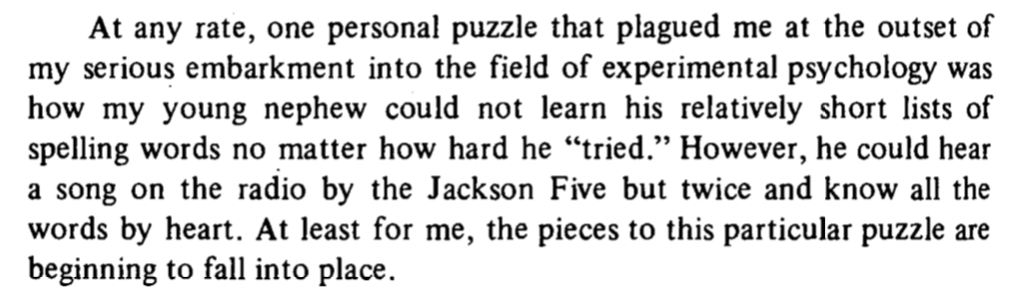 At any rate, one personal puzzle that plagued me at the outset of
my serious embarkment into the field of experimental psychology was
how my young nephew could not learn his relatively short lists of
spelling words no matter how hard he “tried.” However, he could hear
a song on the radio by the Jackson Five but twice and know all the
words by heart. At least for me, the pieces to this particular puzzle are
beginning to fall into place.